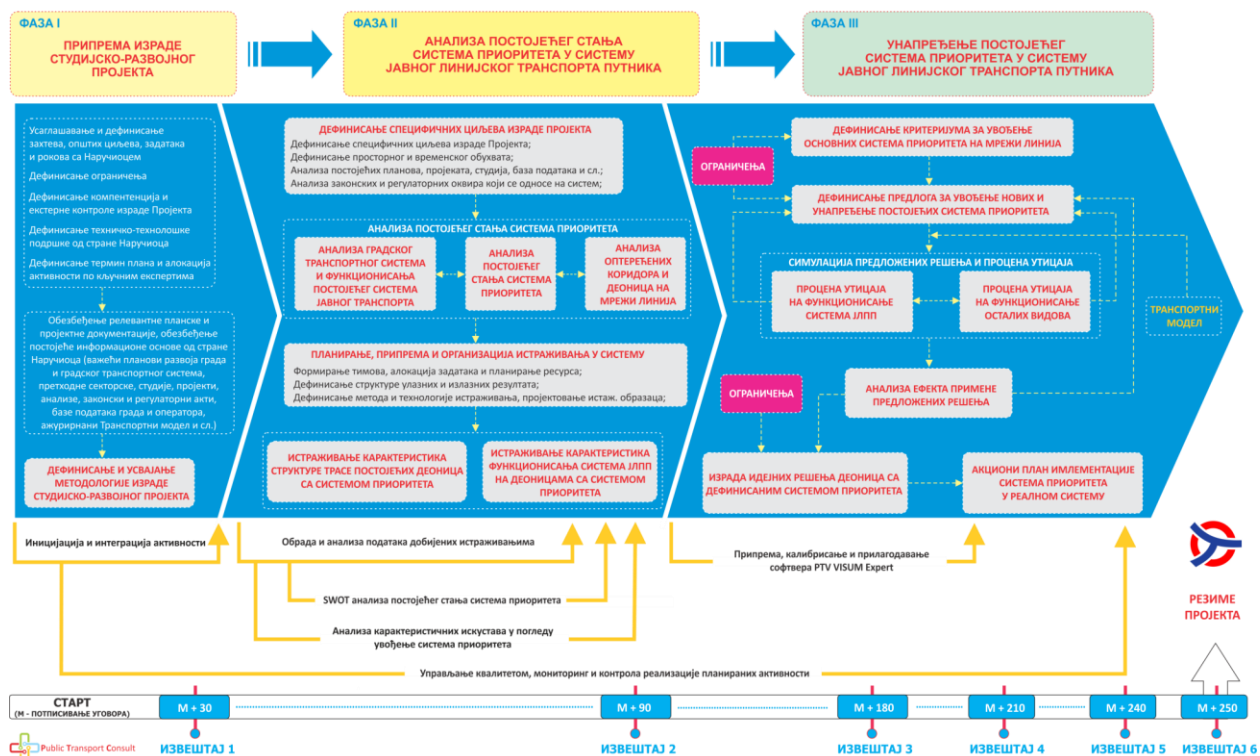 ФАЗА I
ПРИПРЕМА ИЗРАДЕ
СТУДИЈСКО-РАЗВОЈНОГ
ПРОЈЕКТА
ФАЗА II
АНАЛИЗА ПОСТОЈЕЋЕГ СТАЊА
СИСТЕМА ПРИОРИТЕТА У СИСТЕМУ
ЈАВНОГ ЛИНИЈСКОГ ТРАНСПОРТА ПУТНИКА
ФАЗА III
УНАПРЕЂЕЊЕ ПОСТОЈЕЋЕГ
СИСТЕМА ПРИОРИТЕТА У СИСТЕМУ
ЈАВНОГ ЛИНИЈСКОГ ТРАНСПОРТА ПУТНИКА
Усаглашавање и дефинисање
захтева, општих циљева, задатака
и рокова са Наручиоцем
Дефинисање ограничења
Дефинисање компентенција и
екстерне контроле израде Пројекта
Дефинисање техничко-технолошке
подршке од стране Наручиоца
Дефинисање термин плана и алокација
активности по кључним експертима
Обезбеђење релевантне планске и
пројектне документације, обезбеђење
постојеће информационе основе од стране
Наручиоца (важећи планови развоја града
и градског транспортног система,
претходне секторске, студије, пројекти,
анализе, законски и регулаторни акти,
базе података града и оператора,
ажурирнани Транспортни модел и сл.)
ДЕФИНИСАЊЕ И УСВАЈАЊЕ
МЕТОДОЛОГИЈЕ ИЗРАДЕ
СТУДИЈСКО-РАЗВОЈНОГ ПРОЈЕКТА
ДЕФИНИСАЊЕ СПЕЦИФИЧНИХ ЦИЉЕВА ИЗРАДЕ ПРОЈЕКТА
Дефинисање специфичних циљева израде Пројекта;
Дефинисање просторног и временског обухвата;
Анализа постојећих планова, пројеката, студија, база података и сл.;
Анализа законских и регулаторних оквира који се односе на систем;
АНАЛИЗА ПОСТОЈЕЋЕГ СТАЊА СИСТЕМА ПРИОРИТЕТА
АНАЛИЗА ГРАДСКОГ
ТРАНСПОРТНОГ СИСТЕМА
И ФУНКЦИОНИСАЊА
ПОСТОЈЕЋЕГ СИСТЕМ
ЈАВНОГ ТРАНСПОРТА
АНАЛИЗА
ПОСТОЈЕЋЕГ
СТАЊА СИСТЕМА
ПРИОРИТЕТА
АНАЛИЗА
ОПТЕРЕЋЕНИХ
КОРИДОРА И
ДЕОНИЦА НА
МРЕЖИ ЛИНИЈА
ПЛАНИРАЊЕ, ПРИПРЕМА И ОРГАНИЗАЦИЈА ИСТРАЖИВАЊА У СИСТЕМУ
Формирање тимова, алокација задатака и планирање ресурса;
Дефинисање структуре улазних и излазних резултата;
Дефинисање метода и технологије истраживања, пројектовање истаж. образаца;
ИСТРАЖИВАЊЕ КАРАКТЕРИСТИКА
СТРУКТУРЕ ТРАСЕ ПОСТОЈЕЋИХ ДЕОНИЦА
СА СИСТЕМОМ ПРИОРИТЕТА
ИСТРАЖИВАЊЕ КАРАКТЕРИСТИКА
ФУНКЦИОНИСАЊА СИСТЕМА ЈЛПП
НА ДЕОНИЦАМА СА СИСТЕМОМ
ПРИОРИТЕТА
ДЕФИНИСАЊЕ КРИТЕРИЈУМА ЗА УВОЂЕЊЕ
ОСНОВНИХ СИСТЕМА ПРИОРИТЕТА НА МРЕЖИ ЛИНИЈА
ОГРАНИЧЕЊА
ДЕФИНИСАЊЕ ПРЕДЛОГА ЗА УВОЂЕЊЕ НОВИХ И
УНАПРЕЂЕЊЕ ПОСТОЈЕЋИХ СИСТЕМА ПРИОРИТЕТА
СИМУЛАЦИЈА ПРЕДЛОЖЕНИХ РЕШЕЊА И ПРОЦЕНА УТИЦАЈА
ПРОЦЕНА УТИЦАЈА
НА ФУНКЦИОНИСАЊЕ
СИСТЕМА ЈЛПП
ПРОЦЕНА УТИЦАЈА
НА ФУНКЦИОНИСАЊЕ
ОСТАЛИХ ВИДОВА
ТРАНСПОРТНИ
МОДЕЛ
ОГРАНИЧЕЊА
АНАЛИЗА ЕФЕКТА ПРИМЕНЕ
ПРЕДЛОЖЕНИХ РЕШЕЊА
ИЗРАДА ИДЕЈНИХ РЕШЕЊА ДЕОНИЦА СА
ДЕФИНИСАНИМ СИСТЕМОМ ПРИОРИТЕТА
АКЦИОНИ ПЛАН ИМЛЕМЕНТАЦИЈЕ
СИСТЕМА ПРИОРИТЕТА
У РЕАЛНОМ СИСТЕМУ
Иницијација и интеграција активности
Обрада и анализа података добијених истраживањима
SWOT анализа постојећег стања система приоритета
Анализа карактеристичних искустава у погледу
увођење система приоритета
Припрема, калибрисање и прилагодавање
софтвера PTV VISUM Expert
Управљање квалитетом, мониторинг и контрола реализације планираних активности
РЕЗИМЕ
ПРОЈЕКТА
СТАРТ
(М - ПОТПИСИВАЊЕ УГОВОРА)
М + 30
М + 90
М + 180
М + 210
М + 240
М + 250
Public Transport Consult
ИЗВЕШТАЈ 1
ИЗВЕШТАЈ 2
ИЗВЕШТАЈ 3
ИЗВЕШТАЈ 4
ИЗВЕШТАЈ 5
ИЗВЕШТАЈ 6